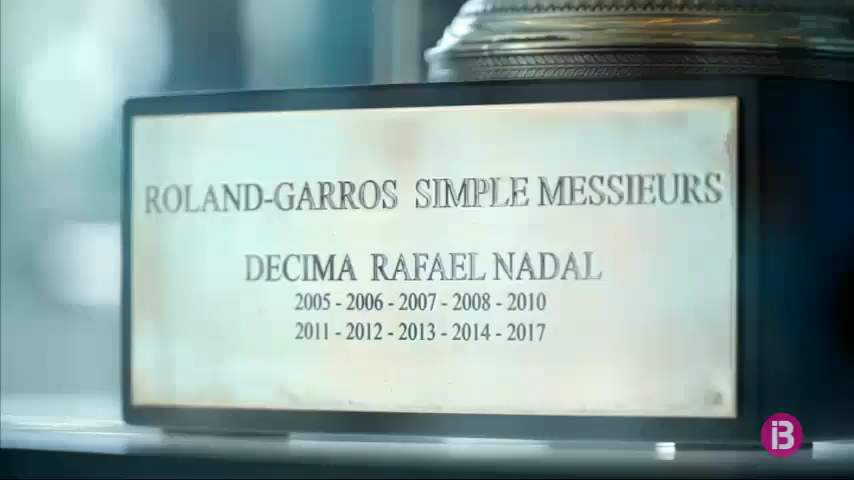 ROLAND-GARROS SIMPLE MESSIEURS
DECIMA RAFAEL NADAL
2005 - 2006 - 2007 - 2008 - 2010
2011 - 2012 - 2013 - 2014 - 2017